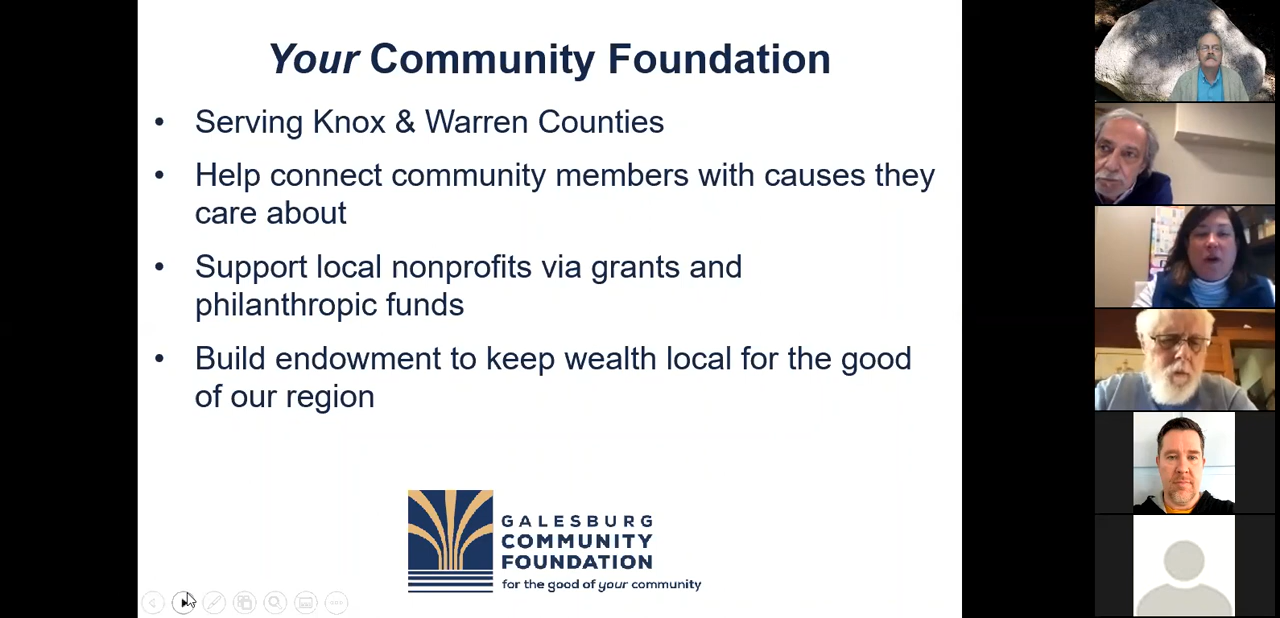 Your Community Foundation
• Serving Knox & Warren Counties
• Help connect community members with causes they
care about
• Support local nonprofits via grants and
philanthropic funds
• Build endowment to keep wealth local for the good
of our region
GALESBURG
COMMUNITY
FOUNDATION
for the good of your community